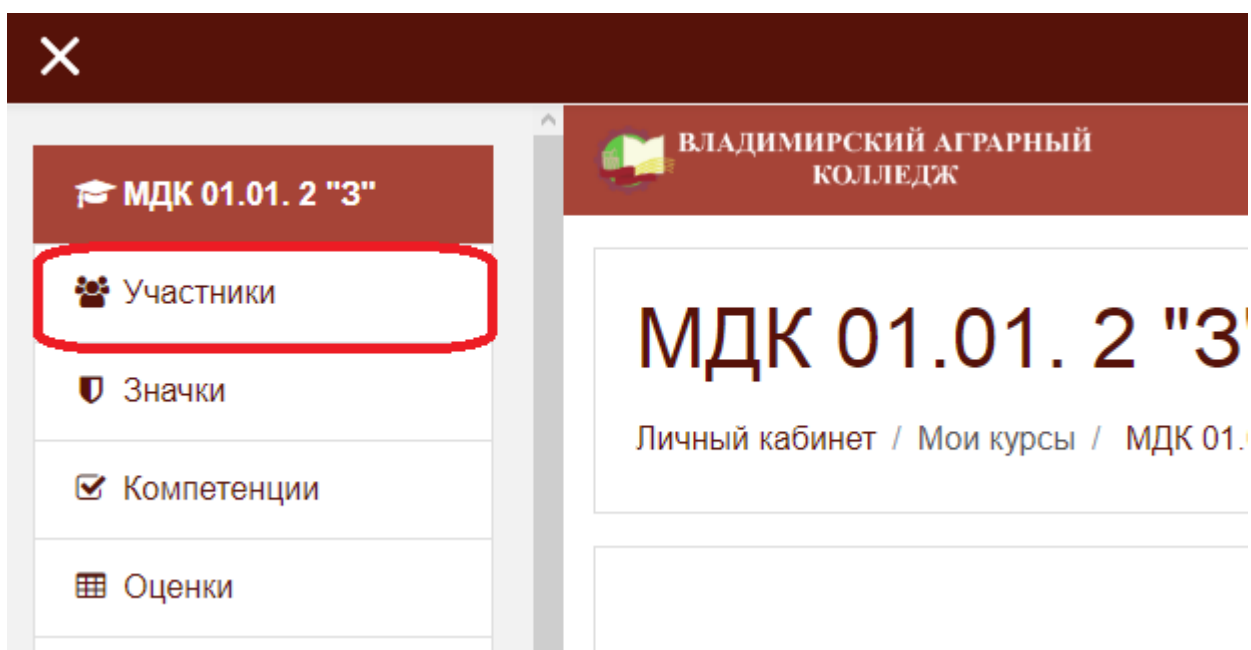 МДК 01.01. 2 "З"
Участники
Значки
Компетенции
Оценки
ВЛАДИМИРСКИЙ АГРАРНЫЙ
КОЛЛЕДЖ
МДК 01.01. 2 "З"
Личный кабинет / Мои курсы / МДК 01.